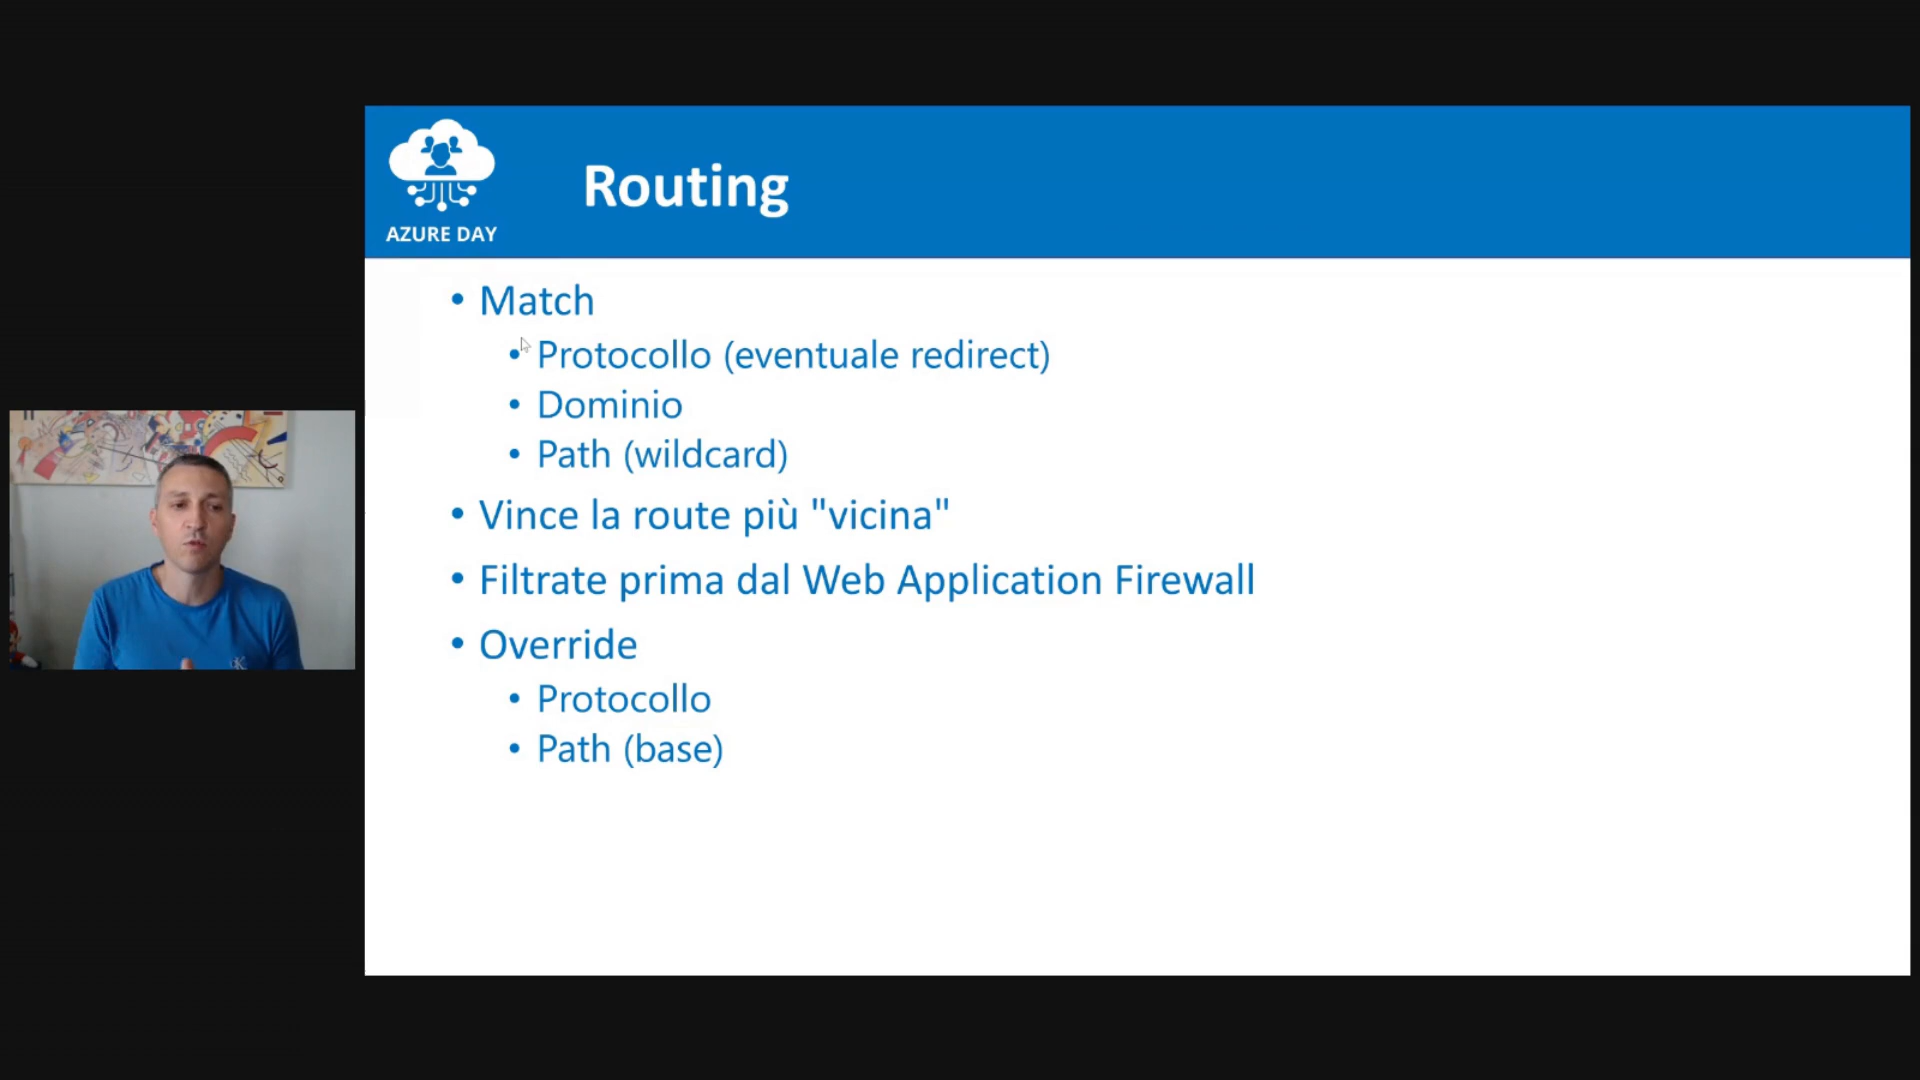 AZURE DAY
Routing
• Match
• Protocollo (eventuale redirect)
• Dominio
• Path (wildcard)
• Vince la route più "vicina"
• Filtrate prima dal Web Application Firewall
• Override
• Protocollo
• Path (base)